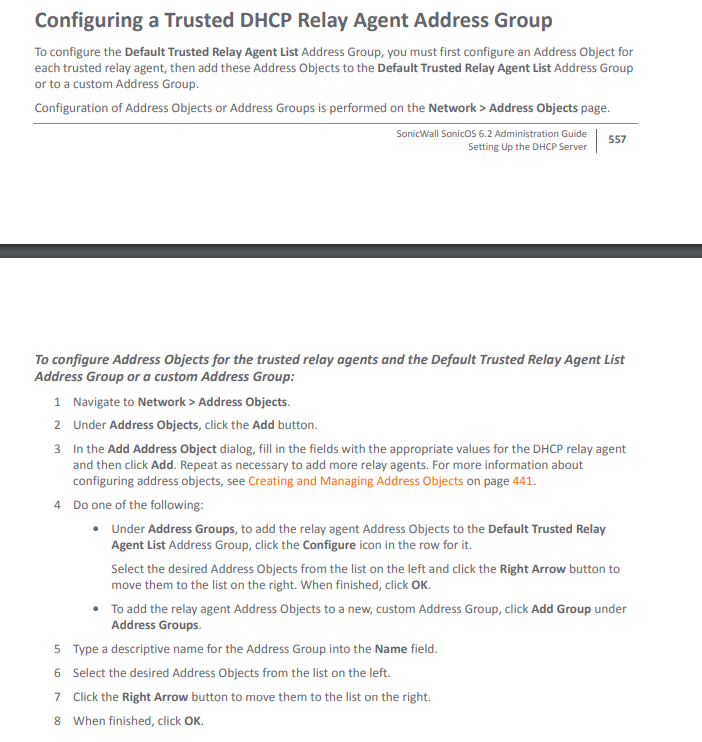 Configuring a Trusted DHCP Relay Agent Address Group
To configure the Default Trusted Relay Agent List Address Group, you must first configure an Address Object for
each trusted relay agent, then add these Address Objects to the Default Trusted Relay Agent List Address Group
or to a custom Address Group.
Configuration of Address Objects or Address Groups is performed on the Network > Address Objects page.
SonicWall SonicOS 6.2 Administration Guide
Setting Up the DHCP Server
557
To configure Address Objects for the trusted relay agents and the Default Trusted Relay Agent List
Address Group or a custom Address Group:
1 Navigate to Network > Address Objects.
2 Under Address Objects, click the Add button.
3 In the Add Address Object dialog, fill in the fields with the appropriate values for the DHCP relay agent
and then click Add. Repeat as necessary to add more relay agents. For more information about
configuring address objects, see Creating and Managing Address Objects on page 441.
4 Do one of the following:
• Under Address Groups, to add the relay agent Address Objects to the Default Trusted Relay
Agent List Address Group, click the Configure icon in the row for it.
Select the desired Address Objects from the list on the left and click the Right Arrow button to
move them to the list on the right. When finished, click OK.
• To add the relay agent Address Objects to a new, custom Address Group, click Add Group under
Address Groups.
5 Type a descriptive name for the Address Group into the Name field.
6 Select the desired Address Objects from the list on the left.
7 Click the Right Arrow button to move them to the list on the right.
8 When finished, click OK.